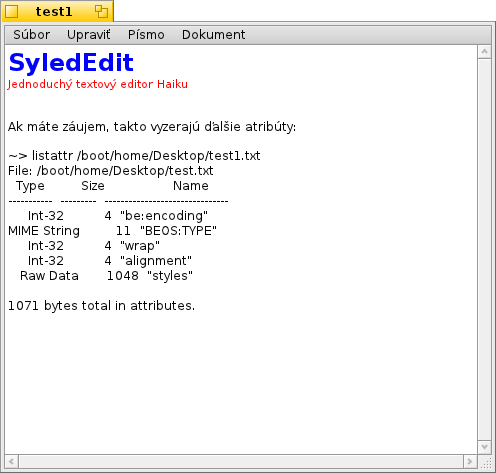 test1
Súbor Upraviť Písmo Dokument
SyledEdit
Jednoduchý textový editor Haiku
Ak máte záujem, takto vyzerajú ďalšie atribúty:
~> listattr /boot/home/Desktop/test1.txt
File: /boot/home/Desktop/test.txt
Type Size Name
----------- --------- -------------------------------
Int-32 4 "be:encoding"
MIME String 11 "BEOS:TYPE"
Int-32 4 "wrap"
Int-32 4 "alignment"
Raw Data 1048 "styles"
1071 bytes total in attributes.